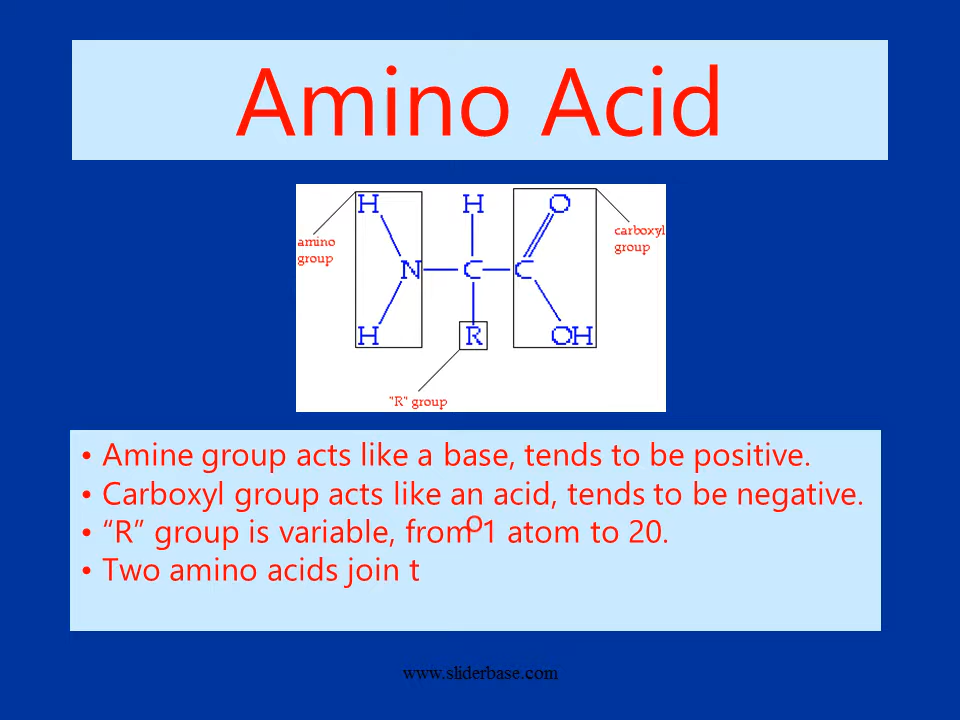 Amino Acid
H H O
amino group
carboxyl group
N C C
H R OH
"R" group
• Amine group acts like a base, tends to be positive.
• Carboxyl group acts like an acid, tends to be negative.
• “R” group is variable, from 1 atom to 20.
o
• Two amino acids join t
www.sliderbase.com